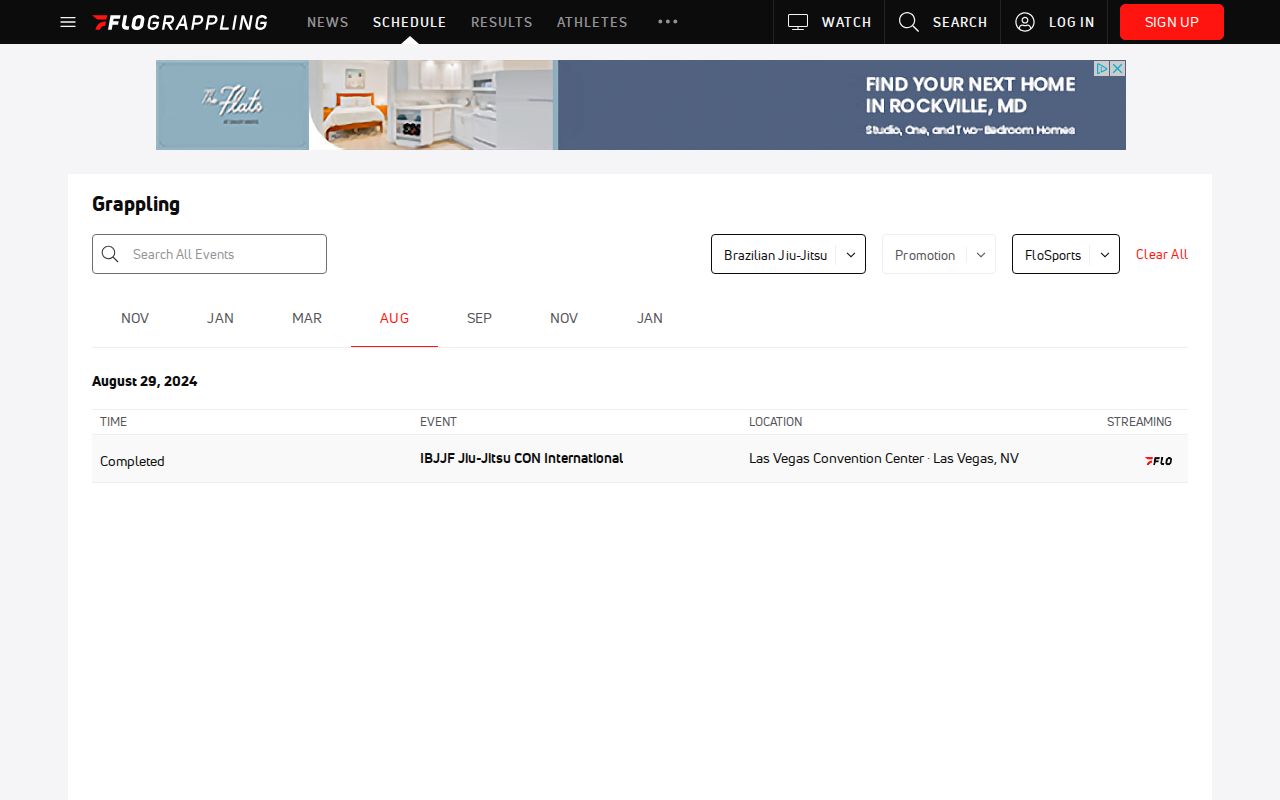 FLOGRAPPLING NEWS SCHEDULE RESULTS ATHLETES WATCH SEARCH LOG IN SIGN UP
The Flats
FIND YOUR NEXT HOME
IN ROCKVILLE, MD
Studio, One, and Two-Bedroom Homes
Grappling
Search All Events Brazilian Jiu-Jitsu Promotion FloSports Clear All
NOV JAN MAR AUG SEP NOV JAN
August 29, 2024
TIME EVENT LOCATION STREAMING
Completed IBJJF Jiu-Jitsu CON International Las Vegas Convention Center · Las Vegas, NV FLO